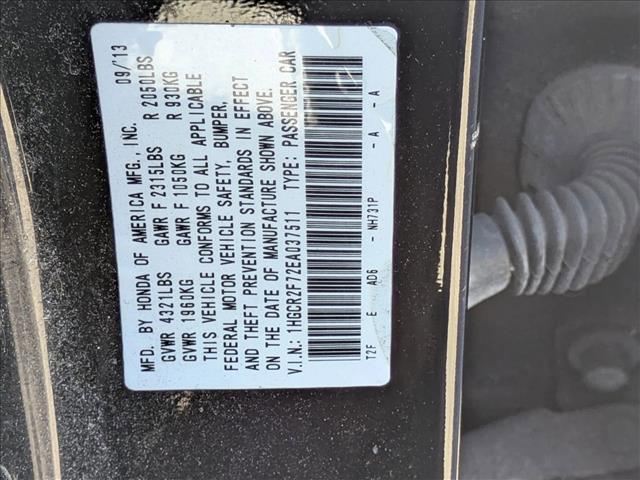 MFD. BY HONDA OF AMERICA MFG., INC. 09/'13
GVWR 4321LBS GAWR F 2315LBS R 2050LBS
GVWR 1960KG GAWR F 1050KG R 930KG
THIS VEHICLE CONFORMS TO ALL APPLICABLE
FEDERAL MOTOR VEHICLE SAFETY, BUMPER,
AND THEFT PREVENTION STANDARDS IN EFFECT
ON THE DATE OF MANUFACTURE SHOWN ABOVE.
V.I.N.: 1HGCR2F72EA037511 TYPE: PASSENGER CAR
T2F E AD6 - NH731P - A - A